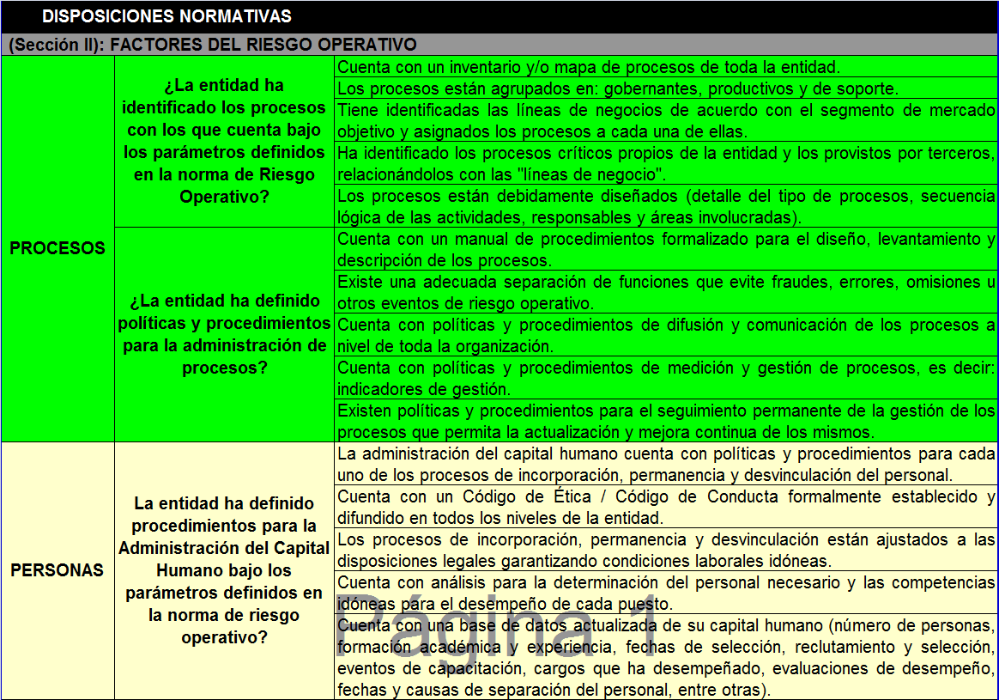 DISPOSICIONES NORMATIVAS
(Sección II): FACTORES DEL RIESGO OPERATIVO
PROCESOS
¿La entidad ha
identificado los procesos
con los que cuenta bajo
los parámetros definidos
en la norma de Riesgo
Operativo?
Cuenta con un inventario y/o mapa de procesos de toda la entidad.
Los procesos están agrupados en: gobernantes, productivos y de soporte.
Tiene identificadas las líneas de negocios de acuerdo con el segmento de mercado
objetivo y asignados los procesos a cada una de ellas.
Ha identificado los procesos críticos propios de la entidad y los provistos por terceros,
relacionándolos con las "líneas de negocio".
Los procesos están debidamente diseñados (detalle del tipo de procesos, secuencia
lógica de las actividades, responsables y áreas involucradas).
¿La entidad ha definido
políticas y procedimientos
para la administración de
procesos?
Cuenta con un manual de procedimientos formalizado para el diseño, levantamiento y
descripción de los procesos.
Existe una adecuada separación de funciones que evite fraudes, errores, omisiones u
otros eventos de riesgo operativo.
Cuenta con políticas y procedimientos de difusión y comunicación de los procesos a
nivel de toda la organización.
Cuenta con políticas y procedimientos de medición y gestión de procesos, es decir:
indicadores de gestión.
Existen políticas y procedimientos para el seguimiento permanente de la gestión de los
procesos que permita la actualización y mejora continua de los mismos.
PERSONAS
La entidad ha definido
procedimientos para la
Administración del Capital
Humano bajo los
parámetros definidos en
la norma de riesgo
operativo?
La administración del capital humano cuenta con políticas y procedimientos para cada
uno de los procesos de incorporación, permanencia y desvinculación del personal.
Cuenta con un Código de Ética / Código de Conducta formalmente establecido y
difundido en todos los niveles de la entidad.
Los procesos de incorporación, permanencia y desvinculación están ajustados a las
disposiciones legales garantizando condiciones laborales idóneas.
Cuenta con análisis para la determinación del personal necesario y las competencias
idóneas para el desempeño de cada puesto.
Cuenta con una base de datos actualizada de su capital humano (número de personas,
formación académica y experiencia, fechas de selección, reclutamiento y selección,
eventos de capacitación, cargos que ha desempeñado, evaluaciones de desempeño,
fechas y causas de separación del personal, entre otras).
Página 1